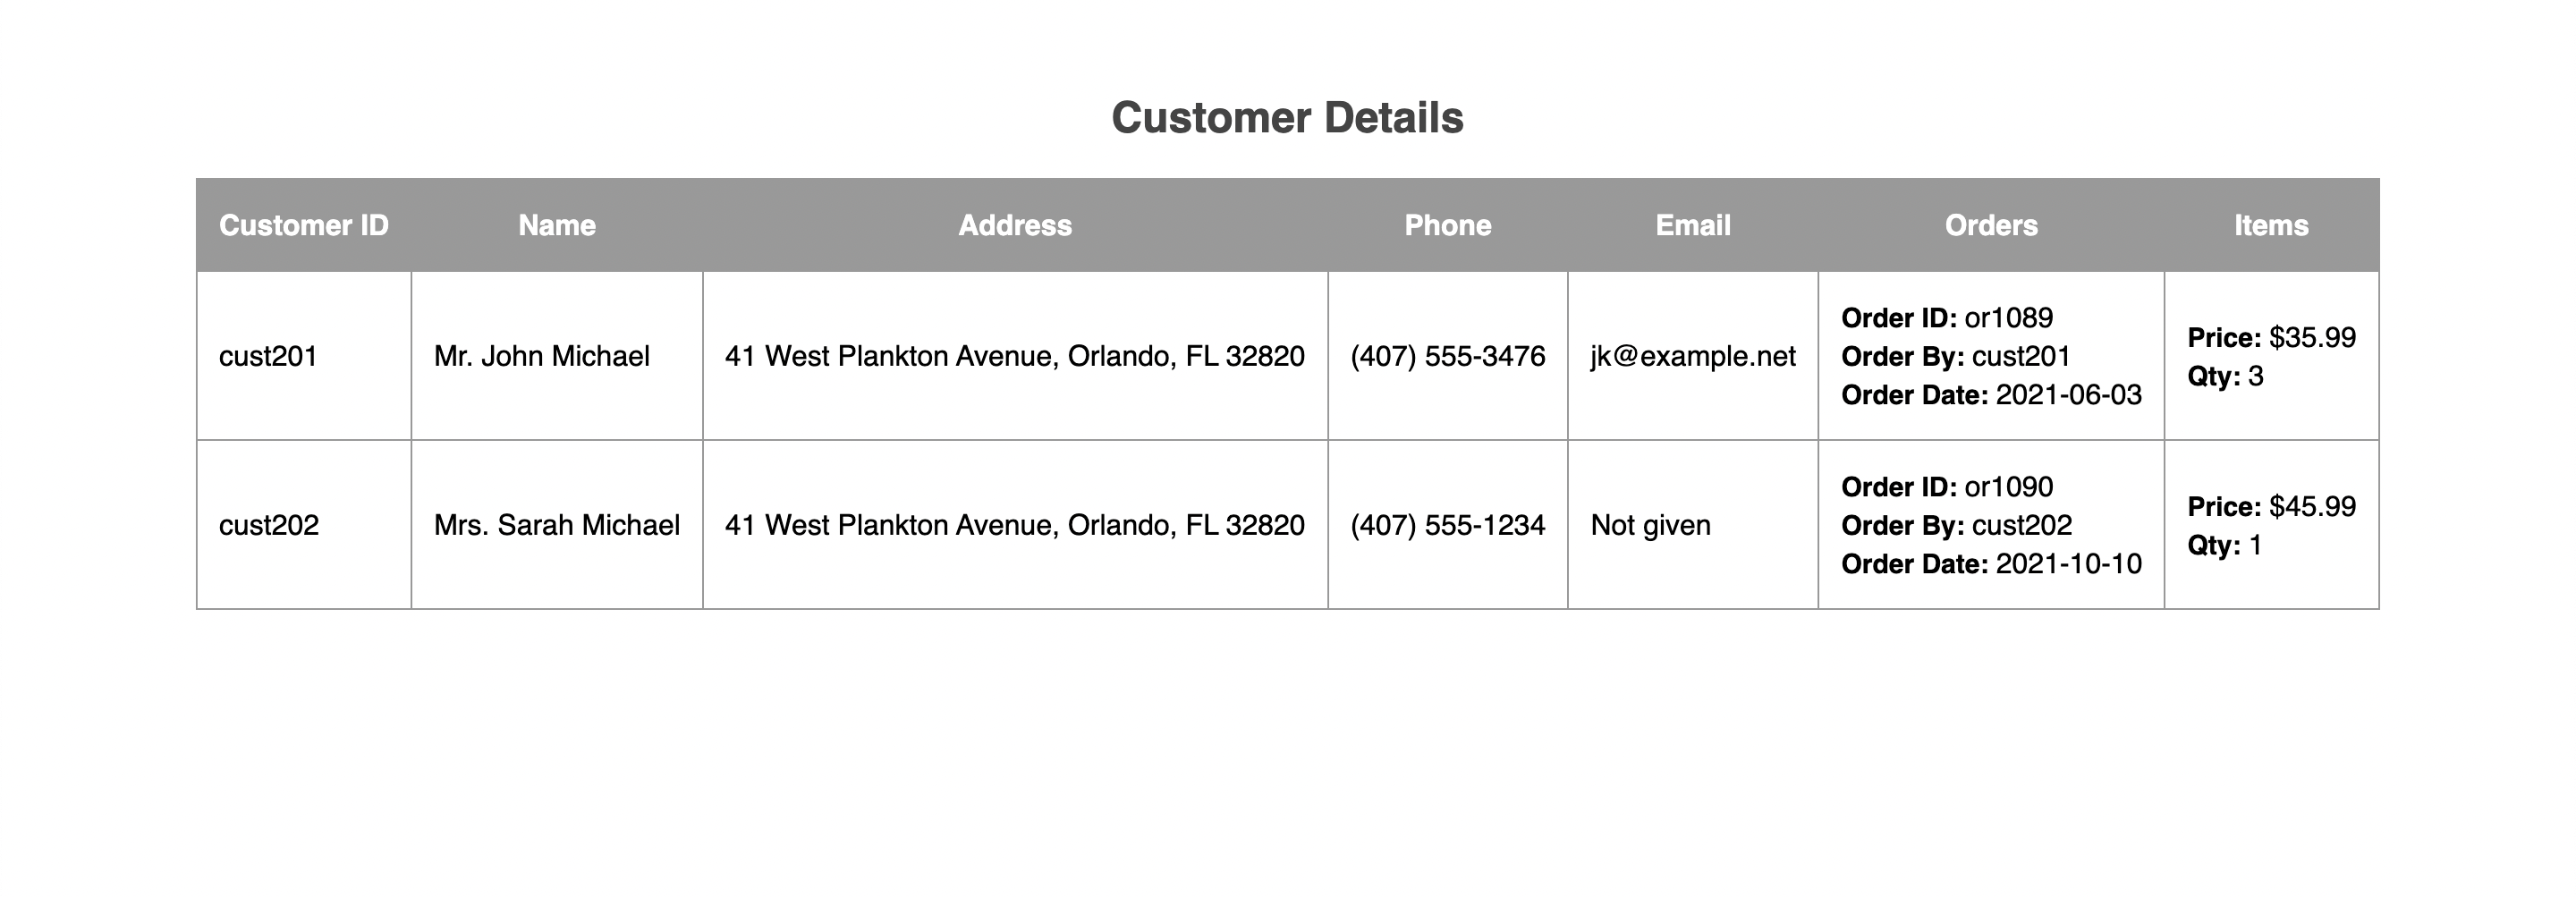 Customer Details
Customer ID Name Address Phone Email Orders Items
cust201
Mr. John Michael
41 West Plankton Avenue, Orlando, FL 32820
(407) 555-3476
jk@example.net
Order ID: or1089
Order By: cust201
Order Date: 2021-06-03
Price: $35.99
Qty: 3
cust202
Mrs. Sarah Michael
41 West Plankton Avenue, Orlando, FL 32820
(407) 555-1234
Not given
Order ID: or1090
Order By: cust202
Order Date: 2021-10-10
Price: $45.99
Qty: 1